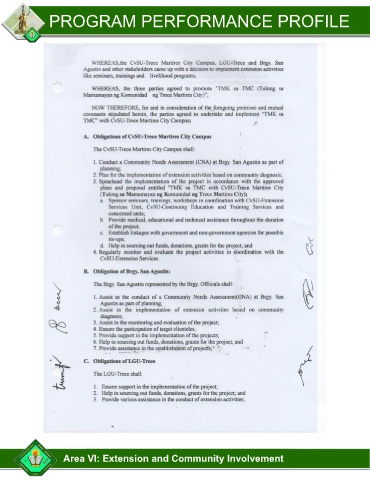 PROGRAM PERFORMANCE PROFILE
WHEREAS,the CvSU-Trece Martires City Campus, LGU-Trece and Brgy. San
Agustin and other stakeholders came up with a decision to implement extension activities
like seminars, trainings and livelihood programs;
WHEREAS, the three parties agreed to promote "TMK sa TMC (Tulong sa
Mamamayan ng Komunidad ng Trece Martires City)";
NOW THEREFORE, for and in consideration of the foregoing premises and mutual
covenants stipulated hereto, the parties agreed to undertake and implement "TMK sa
TMC" with CvSU-Trece Martires City Campus;
A. Obligations of CvSU-Trece Martires City Campus
The CvSU-Trece Martires City Campus shall:
1. Conduct a Community Needs Assessment (CNA) at Brgy. San Agustin as part of
planning;
2. Plan for the implementation of extension activities based on community diagnosis;
3. Spearhead the implementation of the project in accordance with the approved
plans and proposal entitled "TMK sa TMC with CvSU-Trece Martires City
(Tulong sa Mamamayan ng Komunidad ng Trece Martires City);
a. Sponsor seminars, trainings, workshops in coordination with CvSU-Extension
Services Unit, CvSU-Continuing Education and Training Services and
concerned units;
b. Provide medical, educational and technical assistance throughout the duration
of the project,
c. Establish linkages with government and non-government agencies for possible
tie-ups;
d. Help in sourcing out funds, donations, grants for the project, and
4. Regularly monitor and evaluate the project activities in coordination with the
CvSU-Extension Services
B. Obligation of Brgy. San Agustin:
The Brgy. San Agustin represented by the Brgy. Officials shall:
1. Assist in the conduct of a Community Needs Assessment(CNA) at Brgy. San
Agustin as part of planning;
2. Assist in the implementation of extension activities based on community
diagnoses;
3. Assist in the monitoring and evaluation of the project;
4. Ensure the participation of target clienteles;
5. Provide support in the implementation of the projects;
6. Help in sourcing out funds, donations, grants for the project, and
7. Provide assistance in the establishment of projects;
C. Obligations of LGU-Trece
The LGU-Trece shall:
1. Ensure support in the implementation of the project;
2. Help in sourcing out funds, donations, grants for the project; and
3. Provide various assistance in the conduct of extension activities;
Area VI: Extension and Community Involvement